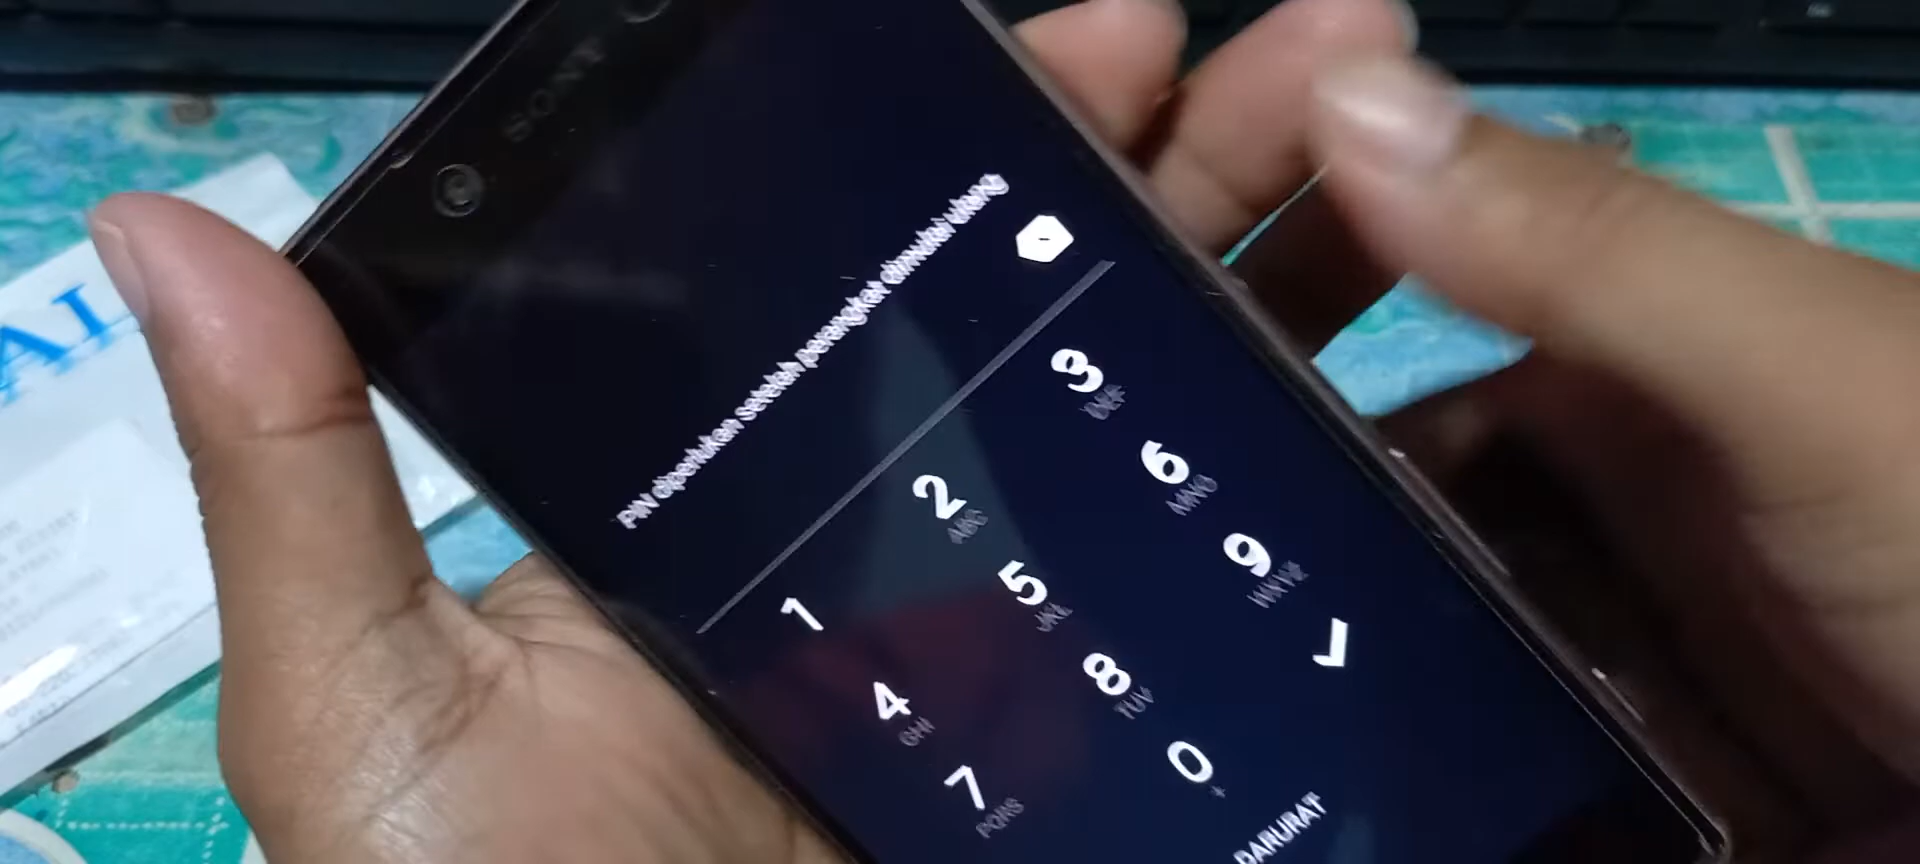 SONY
PIN diperlukan setelah perangkat dimulai ulang
1
2 ABC
3 DEF
4 GHI
5 JKL
6 MNO
7 PQRS
8 TUV
9 WXYZ
0
DARURAT
AI